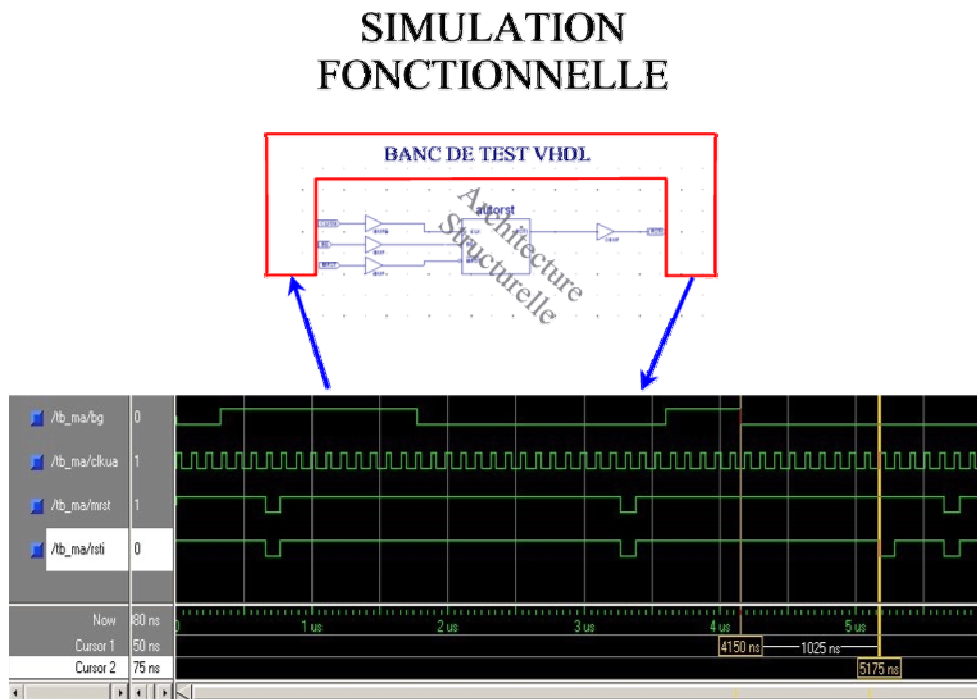 SIMULATION
FONCTIONNELLE
BANC DE TEST VHDL
autorst
Architecture
Structurelle
/tb_ma/bg 0
/tb_ma/clkua 1
/tb_ma/mrst 1
/tb_ma/rsti 0
Now 480 ns 0 1 us 2 us 3 us 4 us 5 us
Cursor 1 50 ns 4150 ns 1025 ns
Cursor 2 75 ns 5175 ns